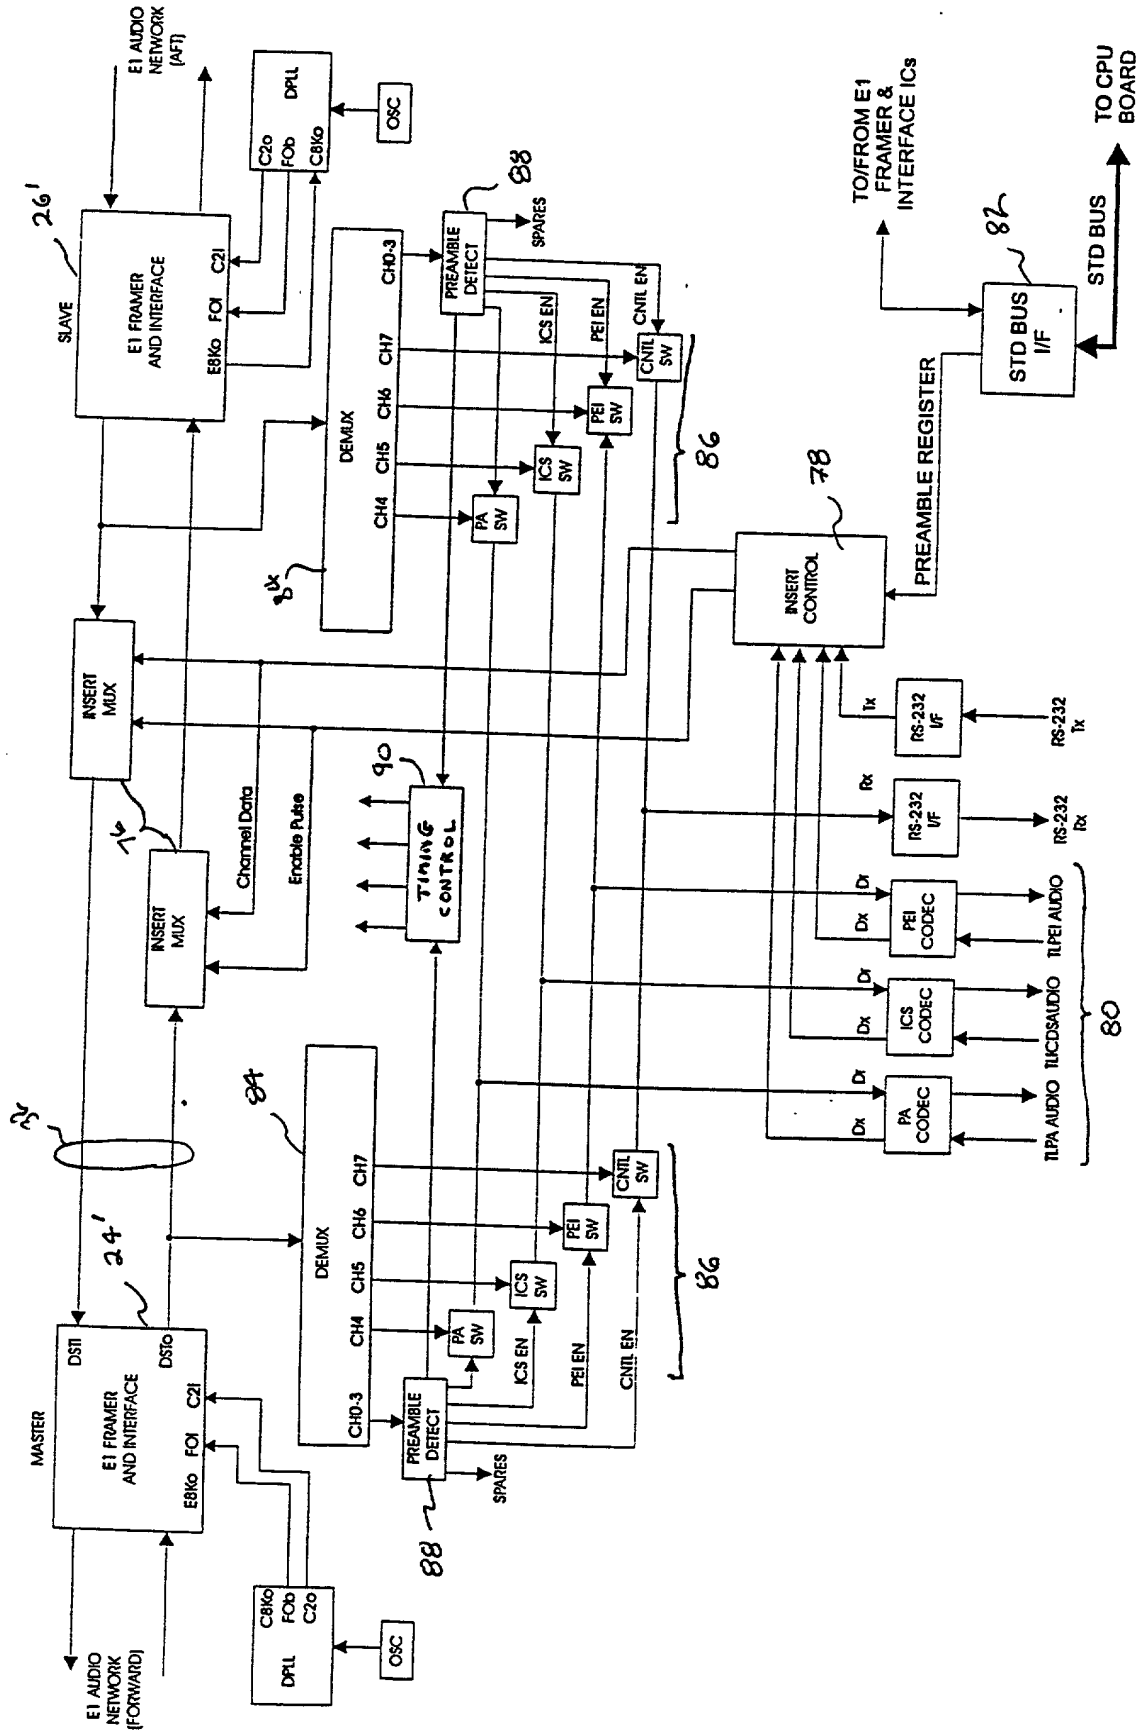 E1 AUDIO
NETWORK
(FORWARD)
MASTER
E1 FRAMER
AND INTERFACE
DSTi
DSTo
E8Ko
FOi
C2i
24'
DPLL
C8Ko
FOb
C2o
OSC
INSERT
MUX
INSERT
MUX
Channel Data
Enable Pulse
SLAVE
26'
E1 FRAMER
AND INTERFACE
E8Ko
FOi
C2i
E1 AUDIO
NETWORK
(AFT)
DPLL
C2o
FOb
C8Ko
OSC
DEMUX
84
CH0-3
CH4
CH5
CH6
CH7
PREAMBLE
DETECT
88
SPARES
PA
SW
ICS
SW
PEI
SW
CNTL
SW
ICS EN
PEI EN
CNTL EN
86
TIMING
CONTROL
90
DEMUX
CH4
CH5
CH6
CH7
CH0-3
PREAMBLE
DETECT
88
SPARES
PA
SW
ICS
SW
PEI
SW
CNTL
SW
ICS EN
PEI EN
CNTL EN
86
PA
CODEC
Dx
Dr
TLPA AUDIO
ICS
CODEC
Dx
Dr
TLICDSAUDIO
PEI
CODEC
Dx
Dr
TLPEI AUDIO
80
RS-232
I/F
Rx
RS-232
Rx
RS-232
I/F
Tx
RS-232
Tx
INSERT
CONTROL
78
PREAMBLE REGISTER
STD BUS
I/F
82
TO/FROM E1
FRAMER &
INTERFACE ICs
STD BUS
TO CPU
BOARD